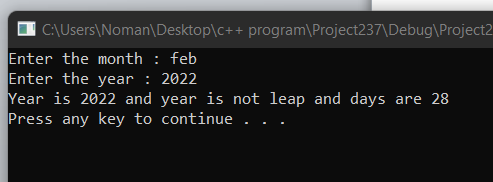 C:\Users\Noman\Desktop\c++ program\Project237\Debug\Project2
Enter the month : feb
Enter the year : 2022
Year is 2022 and year is not leap and days are 28
Press any key to continue . . .